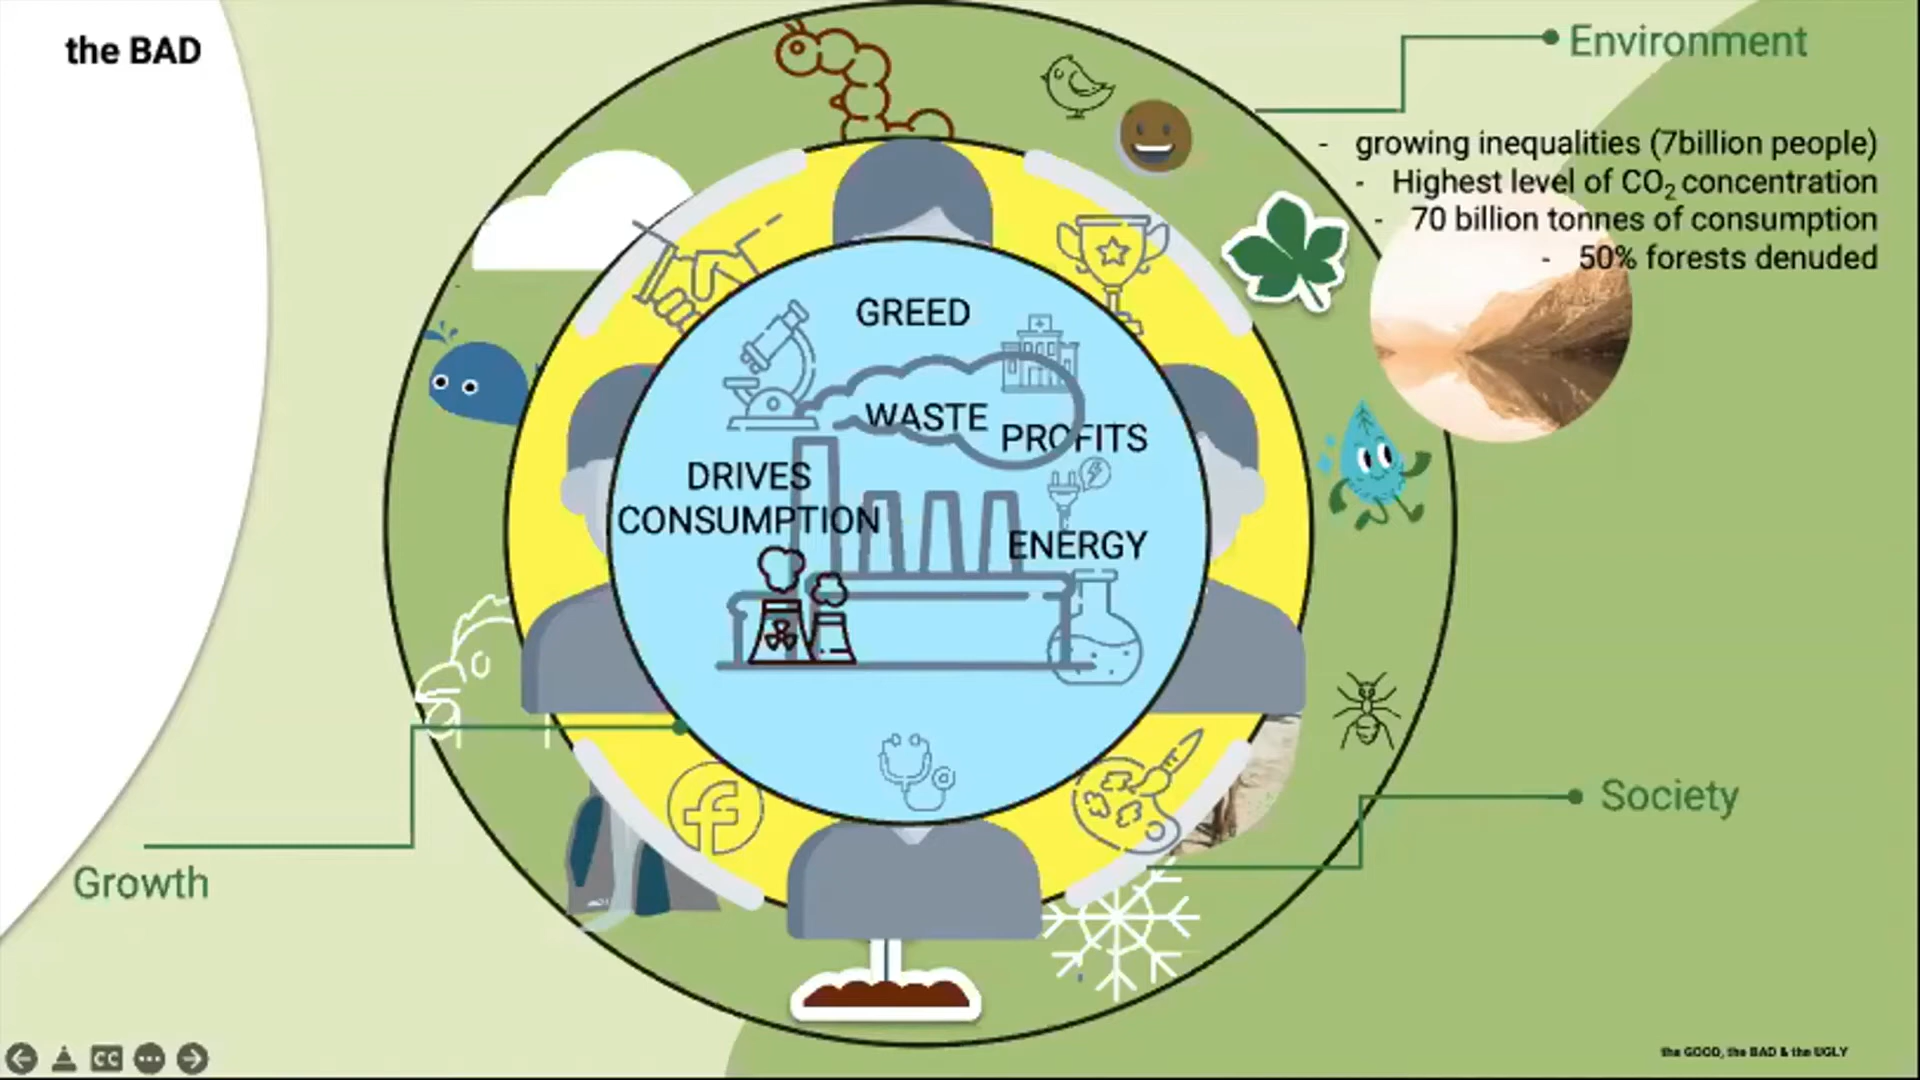 the BAD
Environment
- growing inequalities (7billion people)
- Highest level of CO₂ concentration
- 70 billion tonnes of consumption
- 50% forests denuded
GREED
WASTE
PROFITS
DRIVES
CONSUMPTION
ENERGY
Society
Growth
CC
the GOOD, the BAD & the UGLY